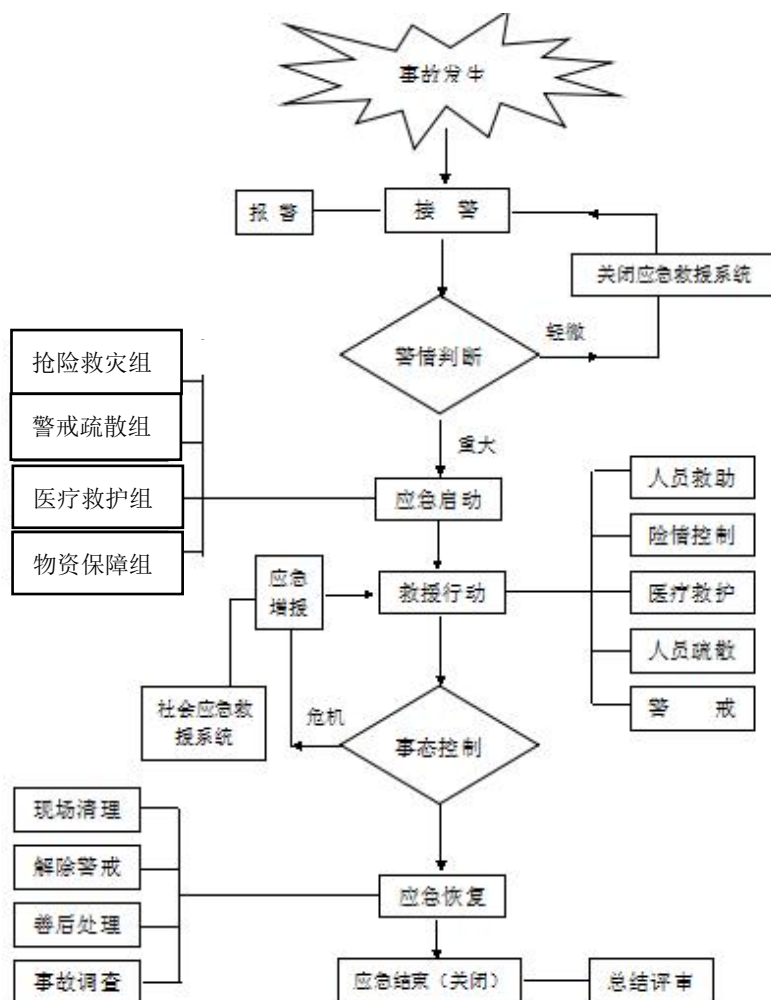 事故发生
报 警
接 警
关闭应急救援系统
警情判断
轻微
抢险救灾组
警戒疏散组
医疗救护组
物资保障组
重大
应急启动
人员救助
险情控制
医疗救护
人员疏散
警 戒
应急
增援
救援行动
社会应急救
援系统
危机
事态控制
现场清理
解除警戒
善后处理
事故调查
应急恢复
应急结束（关闭）
总结评审